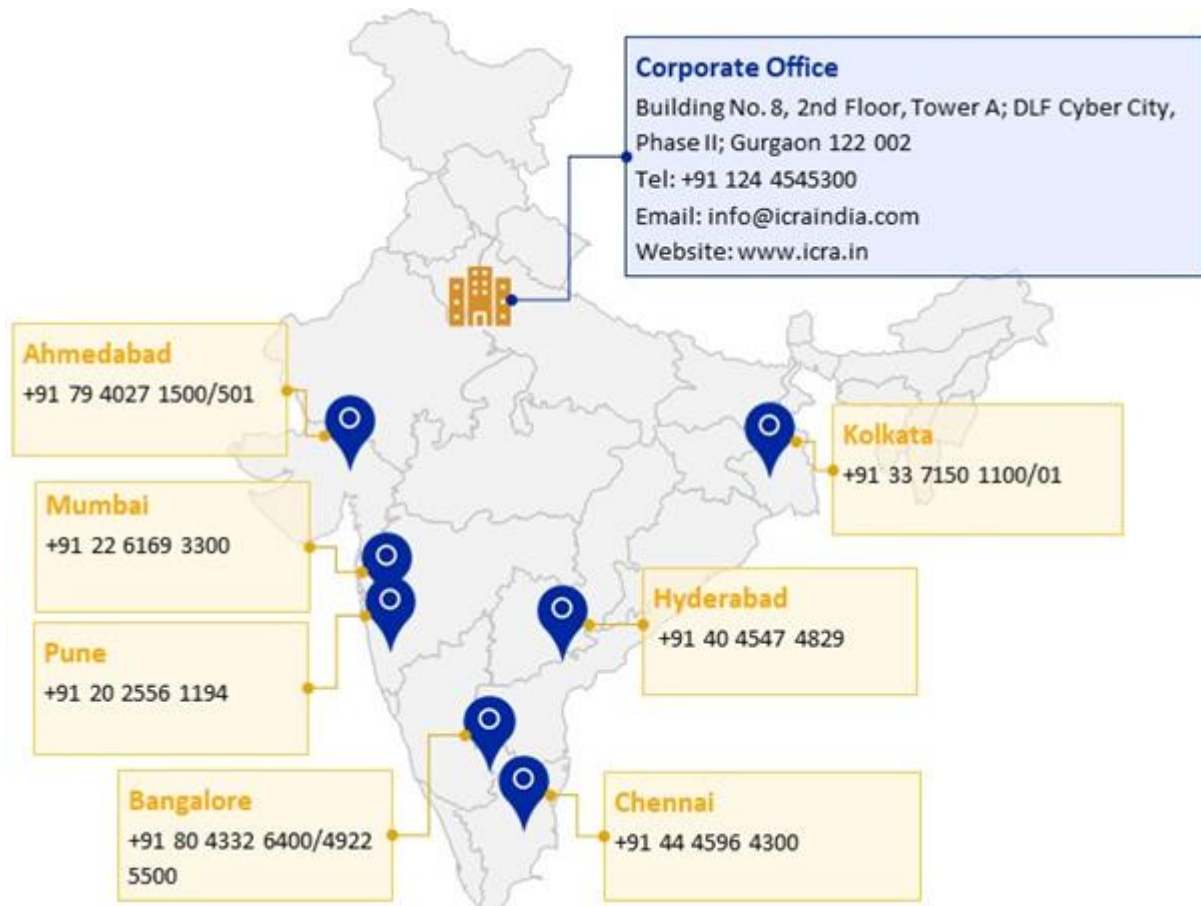 Corporate Office
Building No. 8, 2nd Floor, Tower A; DLF Cyber City,
Phase II; Gurgaon 122 002
Tel: +91 124 4545300
Email: info@icraindia.com
Website: www.icra.in
Ahmedabad
+91 79 4027 1500/501
Kolkata
+91 33 7150 1100/01
Mumbai
+91 22 6169 3300
Hyderabad
+91 40 4547 4829
Pune
+91 20 2556 1194
Bangalore
+91 80 4332 6400/4922
5500
Chennai
+91 44 4596 4300